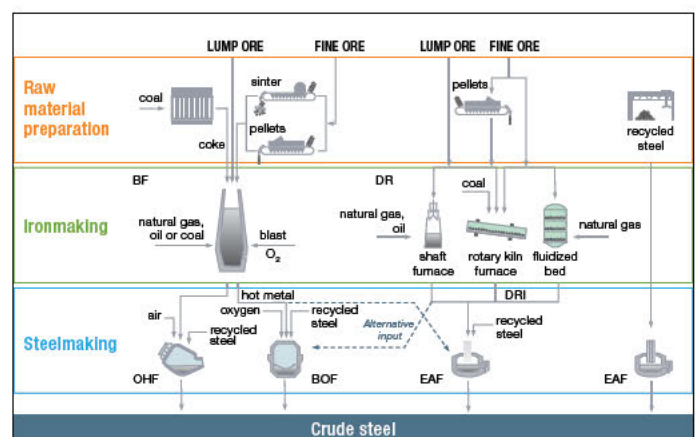 LUMP ORE
FINE ORE
LUMP ORE
FINE ORE
Raw
material
preparation
coal
sinter
pellets
coke
pellets
recycled
steel
Ironmaking
BF
natural gas,
oil or coal
blast
O₂
DR
coal
natural gas,
oil
natural gas
shaft
furnace
rotary kiln
furnace
fluidized
bed
Steelmaking
hot metal
DRI
air
oxygen
recycled
steel
recycled
steel
Alternative
input
recycled
steel
OHF
BOF
EAF
EAF
Crude steel